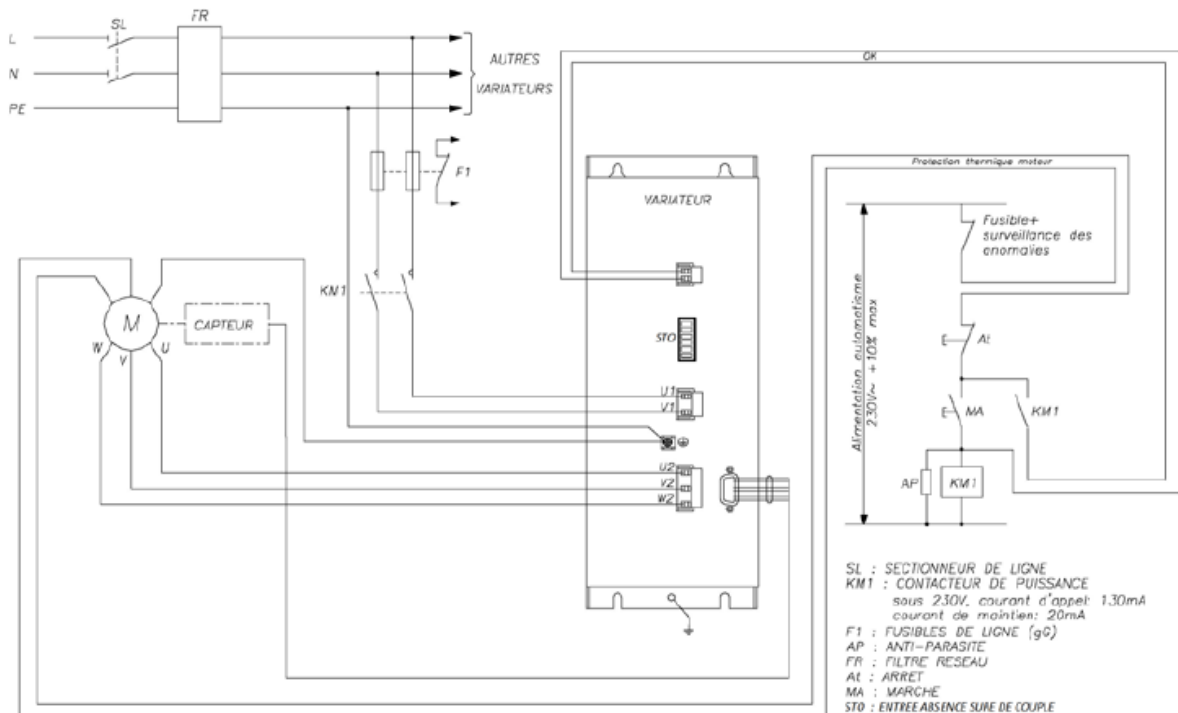 SL
FR
L
N
PE
AUTRES
VARIATEURS
OK
F1
Protection thermique moteur
VARIATEUR
Fusible+
surveillance des
anomalies
Alimentation automatisme
230V~ +10% max
KM1
M
CAPTEUR
W
V
U
STO
At
U1
V1
MA
KM1
U2
V2
W2
AP
KM1
SL : SECTIONNEUR DE LIGNE
KM1 : CONTACTEUR DE PUISSANCE
sous 230V, courant d'appel: 130mA
courant de maintien: 20mA
F1 : FUSIBLES DE LIGNE (gG)
AP : ANTI-PARASITE
FR : FILTRE RESEAU
At : ARRET
MA : MARCHE
STO : ENTREE ABSENCE SURE DE COUPLE